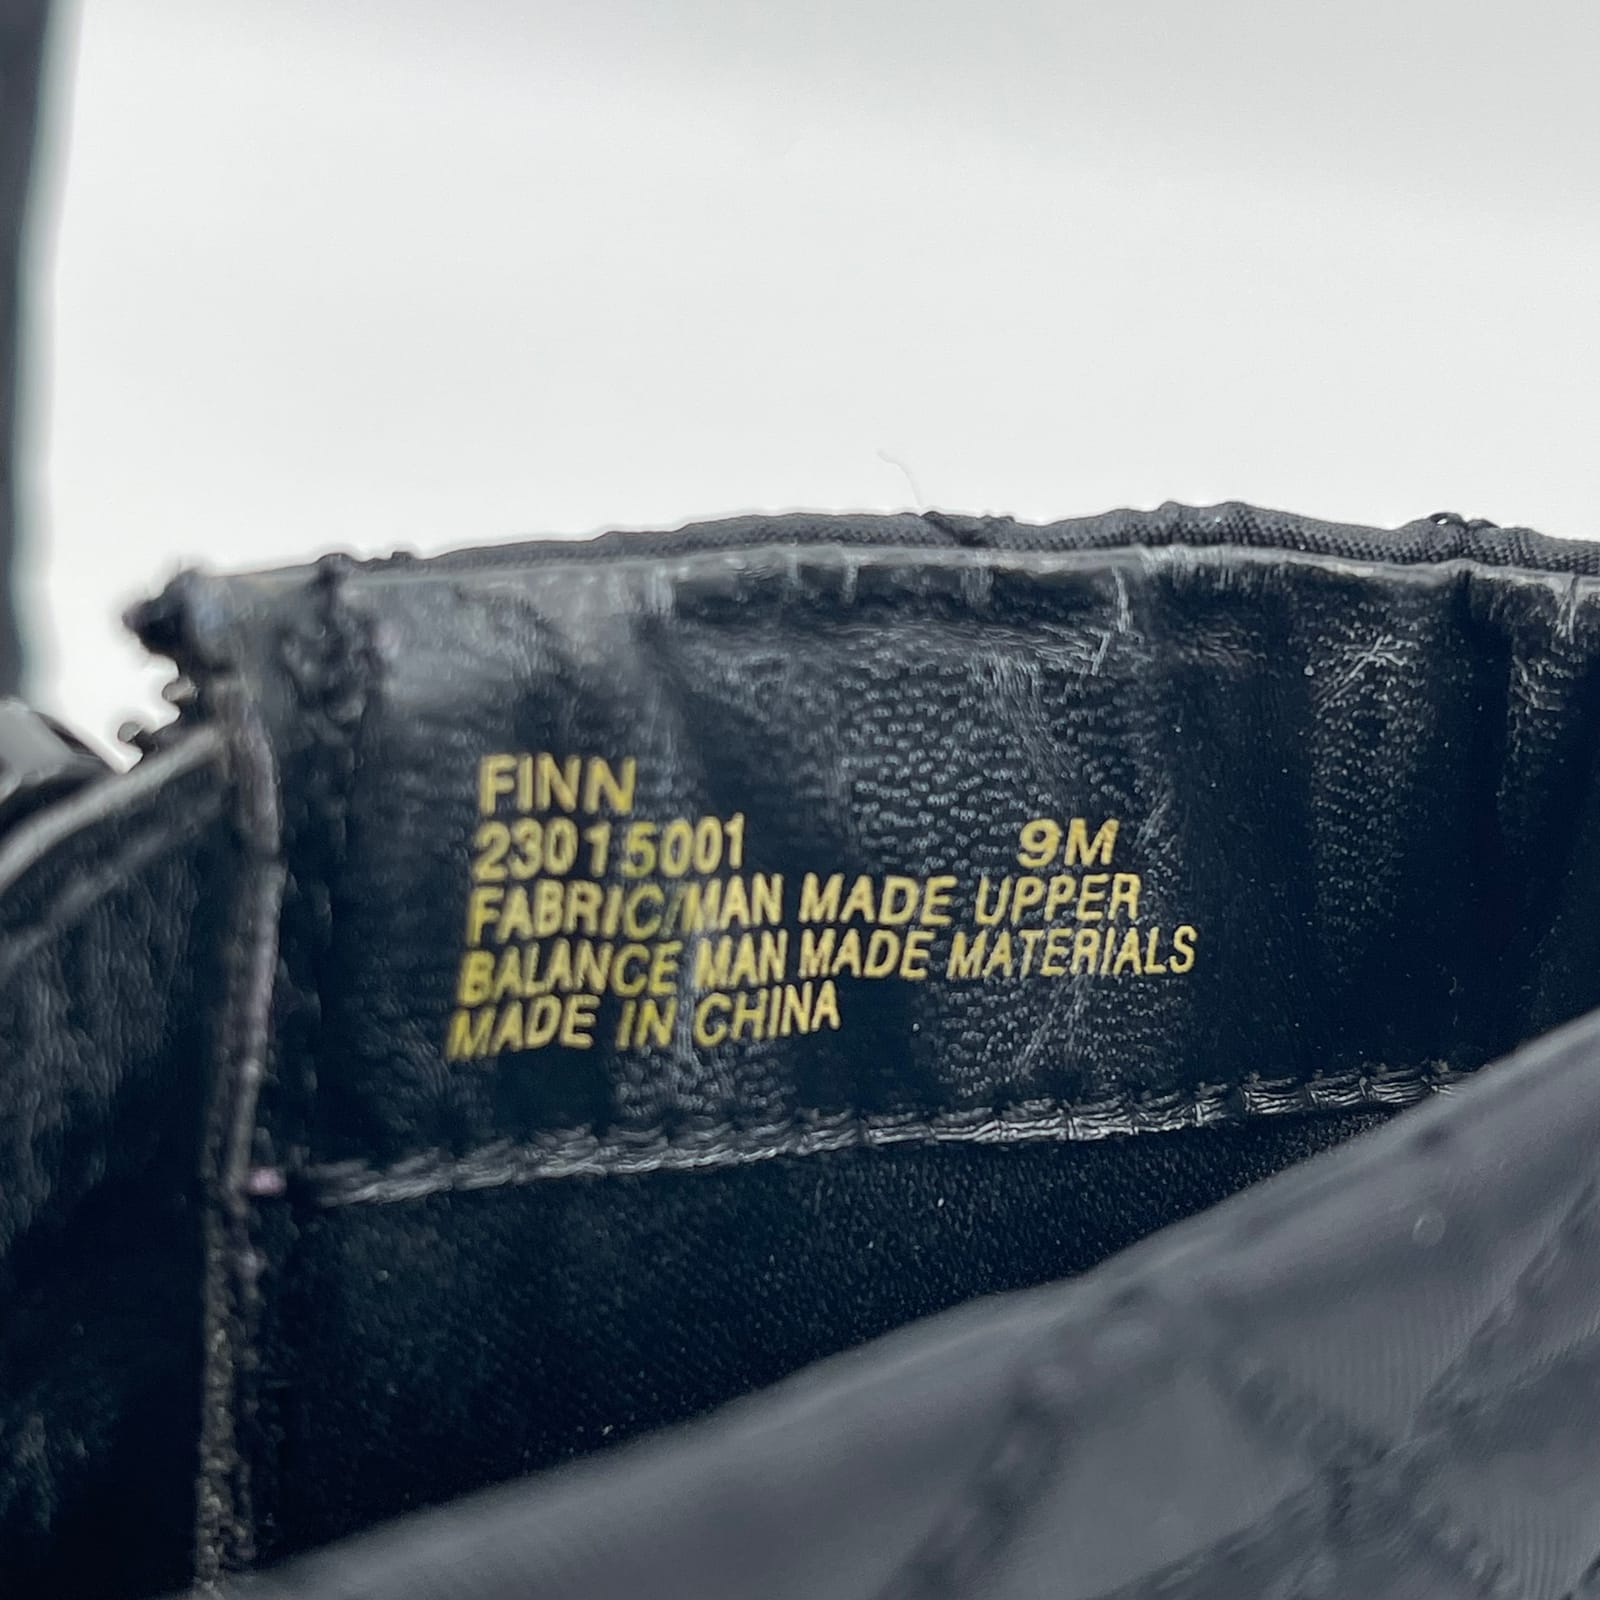 FINN
23015001 9M
FABRIC/MAN MADE UPPER
BALANCE MAN MADE MATERIALS
MADE IN CHINA